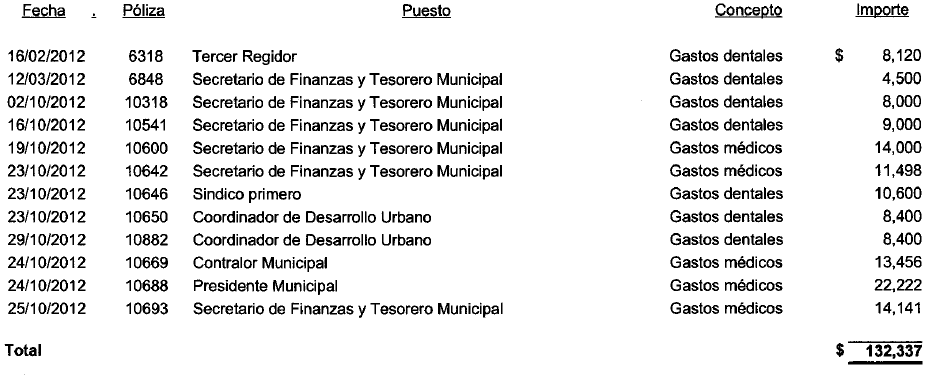 Fecha . Póliza Puesto Concepto Importe
16/02/2012 6318 Tercer Regidor Gastos dentales $ 8,120
12/03/2012 6848 Secretario de Finanzas y Tesorero Municipal Gastos dentales 4,500
02/10/2012 10318 Secretario de Finanzas y Tesorero Municipal Gastos dentales 8,000
16/10/2012 10541 Secretario de Finanzas y Tesorero Municipal Gastos dentales 9,000
19/10/2012 10600 Secretario de Finanzas y Tesorero Municipal Gastos médicos 14,000
23/10/2012 10642 Secretario de Finanzas y Tesorero Municipal Gastos médicos 11,498
23/10/2012 10646 Sindico primero Gastos dentales 10,600
23/10/2012 10650 Coordinador de Desarrollo Urbano Gastos dentales 8,400
29/10/2012 10882 Coordinador de Desarrollo Urbano Gastos dentales 8,400
24/10/2012 10669 Contralor Municipal Gastos médicos 13,456
24/10/2012 10688 Presidente Municipal Gastos médicos 22,222
25/10/2012 10693 Secretario de Finanzas y Tesorero Municipal Gastos médicos 14,141
Total $ 132,337